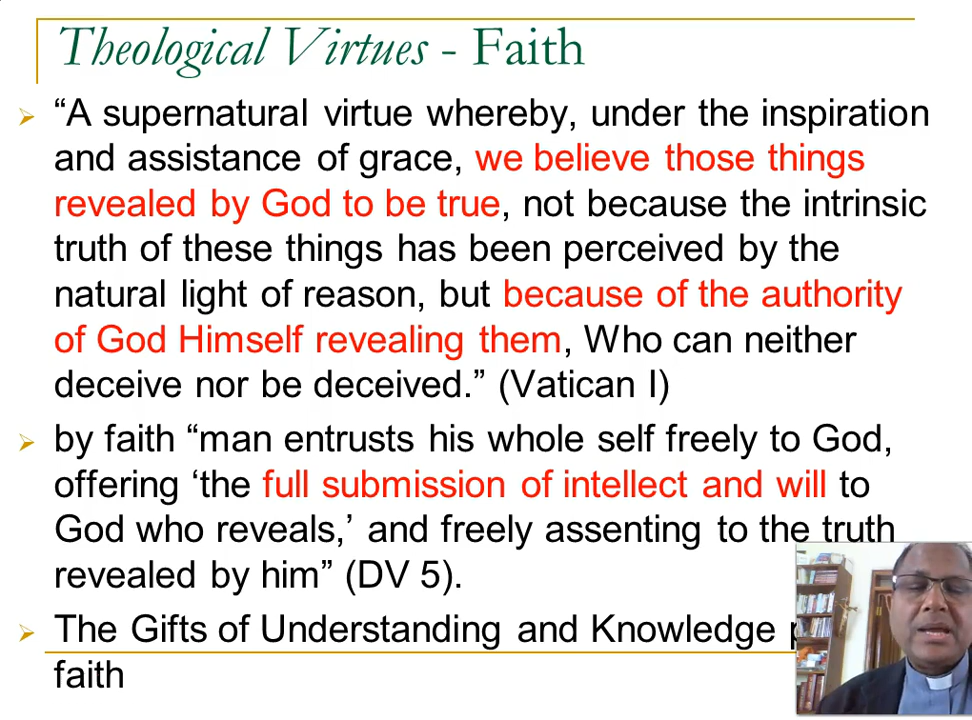 Theological Virtues - Faith
“A supernatural virtue whereby, under the inspiration
and assistance of grace, we believe those things
revealed by God to be true, not because the intrinsic
truth of these things has been perceived by the
natural light of reason, but because of the authority
of God Himself revealing them, Who can neither
deceive nor be deceived.” (Vatican I)
by faith “man entrusts his whole self freely to God,
offering ‘the full submission of intellect and will to
God who reveals,’ and freely assenting to the truth
revealed by him” (DV 5).
The Gifts of Understanding and Knowledge
faith